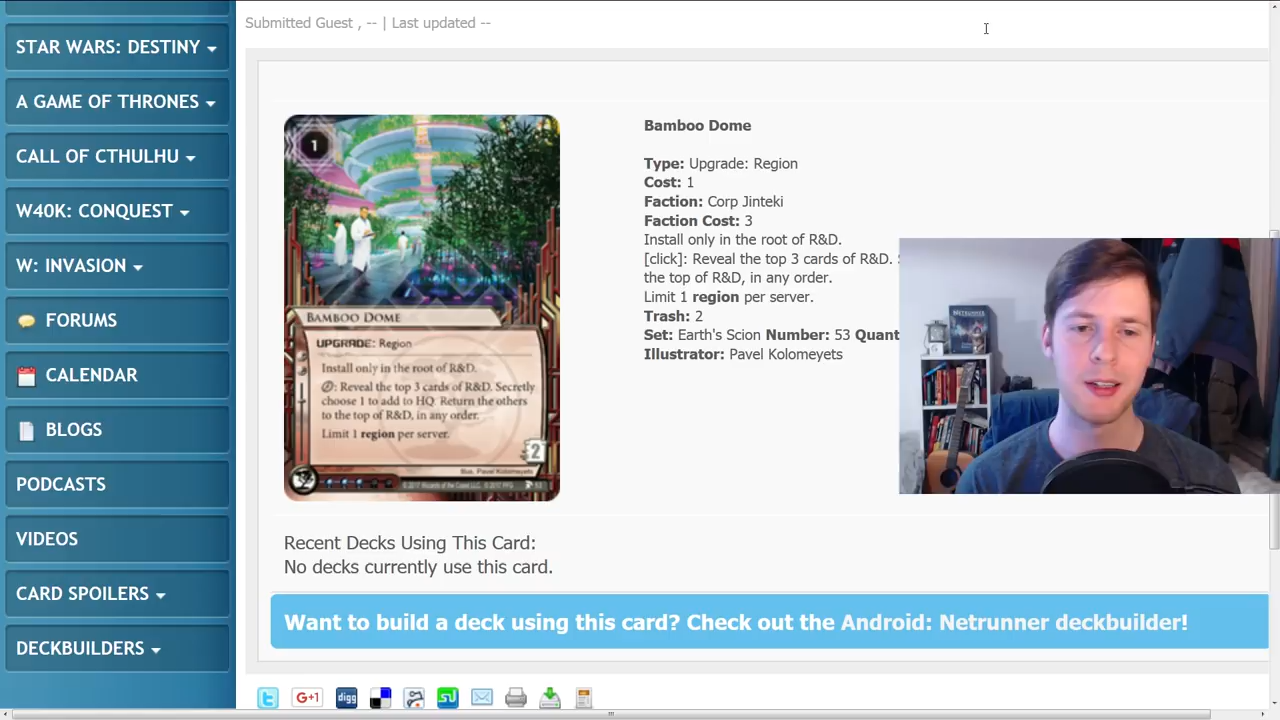 Submitted Guest , -- | Last updated --
STAR WARS: DESTINY
A GAME OF THRONES
CALL OF CTHULHU
W40K: CONQUEST
W: INVASION
FORUMS
CALENDAR
BLOGS
PODCASTS
VIDEOS
CARD SPOILERS
DECKBUILDERS
1
BAMBOO DOME
UPGRADE: Region
Install only in the root of R&D.
: Reveal the top 3 cards of R&D. Secretly
choose 1 to add to HQ. Return the others
to the top of R&D, in any order.
Limit 1 region per server.
2
Illus. Pavel Kolomeyets
Bamboo Dome
Type: Upgrade: Region
Cost: 1
Faction: Corp Jinteki
Faction Cost: 3
Install only in the root of R&D.
[click]: Reveal the top 3 cards of R&D.
the top of R&D, in any order.
Limit 1 region per server.
Trash: 2
Set: Earth's Scion Number: 53 Quant
Illustrator: Pavel Kolomeyets
NETRUNNER
Recent Decks Using This Card:
No decks currently use this card.
Want to build a deck using this card? Check out the Android: Netrunner deckbuilder!
G+1
digg